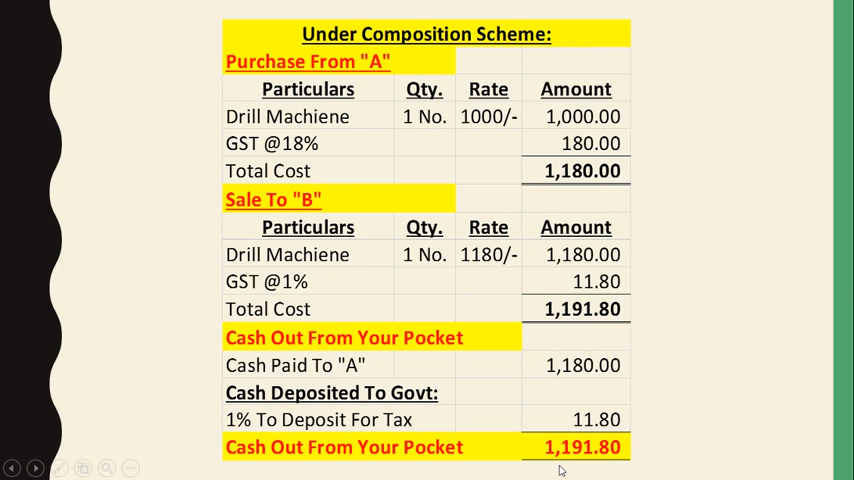 Under Composition Scheme:
Purchase From "A"
Particulars Qty. Rate Amount
Drill Machiene 1 No. 1000/- 1,000.00
GST @18% 180.00
Total Cost 1,180.00
Sale To "B"
Particulars Qty. Rate Amount
Drill Machiene 1 No. 1180/- 1,180.00
GST @1% 11.80
Total Cost 1,191.80
Cash Out From Your Pocket
Cash Paid To "A" 1,180.00
Cash Deposited To Govt:
1% To Deposit For Tax 11.80
Cash Out From Your Pocket 1,191.80